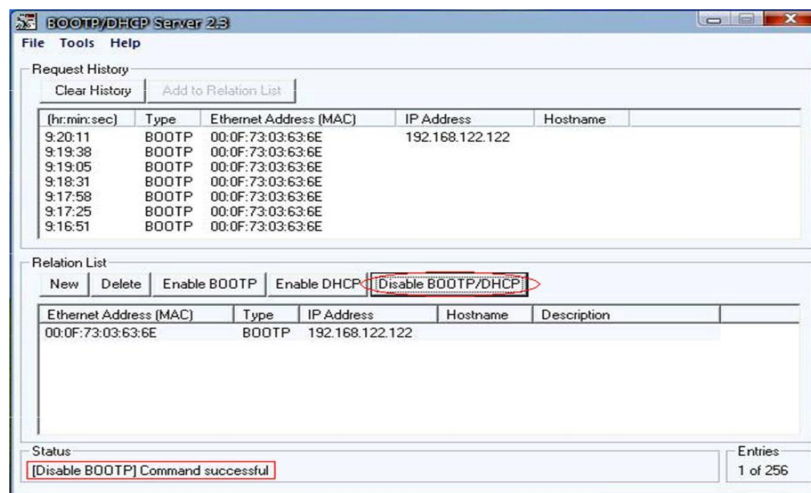 BOOTP/DHCP Server 2.3
File Tools Help
Request History
Clear History Add to Relation List
(hr:min:sec) Type Ethernet Address (MAC) IP Address Hostname
9:20:11 BOOTP 00:0F:73:03:63:6E 192.168.122.122
9:19:38 BOOTP 00:0F:73:03:63:6E
9:19:05 BOOTP 00:0F:73:03:63:6E
9:18:31 BOOTP 00:0F:73:03:63:6E
9:17:58 BOOTP 00:0F:73:03:63:6E
9:17:25 BOOTP 00:0F:73:03:63:6E
9:16:51 BOOTP 00:0F:73:03:63:6E
Relation List
New Delete Enable BOOTP Enable DHCP Disable BOOTP/DHCP
Ethernet Address (MAC) Type IP Address Hostname Description
00:0F:73:03:63:6E BOOTP 192.168.122.122
Status Entries
[Disable BOOTP] Command successful 1 of 256